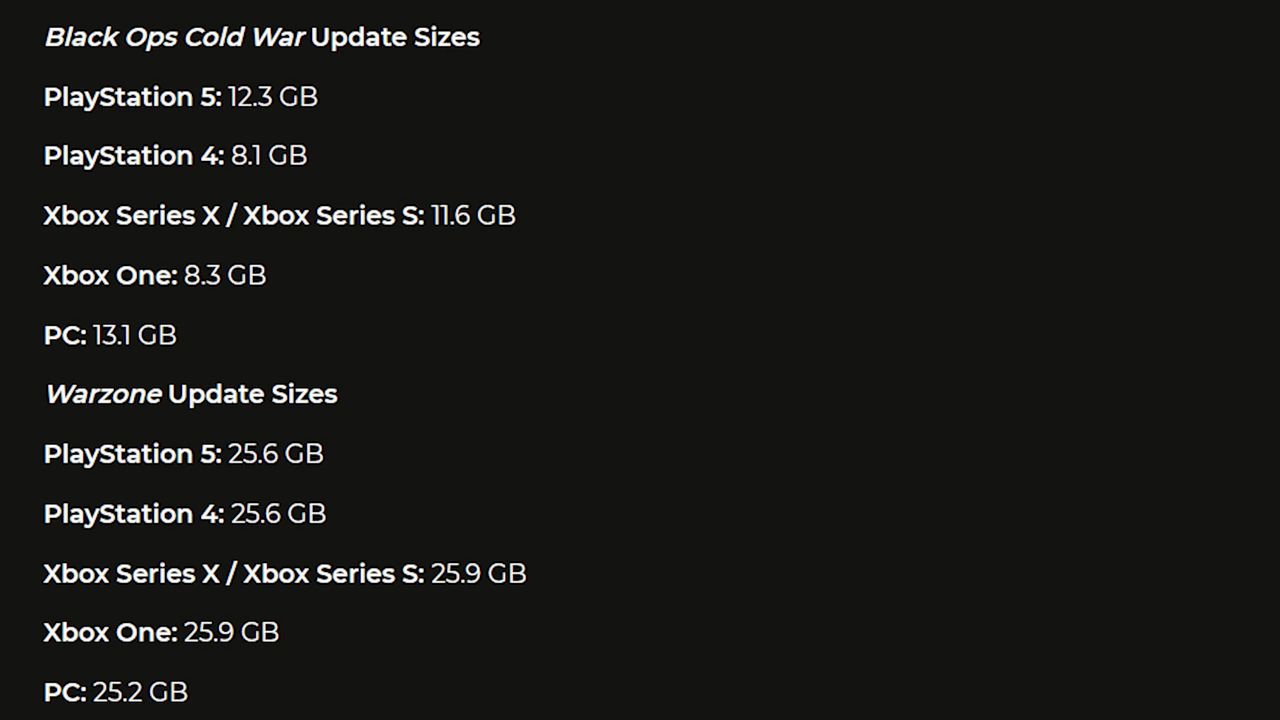 Black Ops Cold War Update Sizes
PlayStation 5: 12.3 GB
PlayStation 4: 8.1 GB
Xbox Series X / Xbox Series S: 11.6 GB
Xbox One: 8.3 GB
PC: 13.1 GB
Warzone Update Sizes
PlayStation 5: 25.6 GB
PlayStation 4: 25.6 GB
Xbox Series X / Xbox Series S: 25.9 GB
Xbox One: 25.9 GB
PC: 25.2 GB